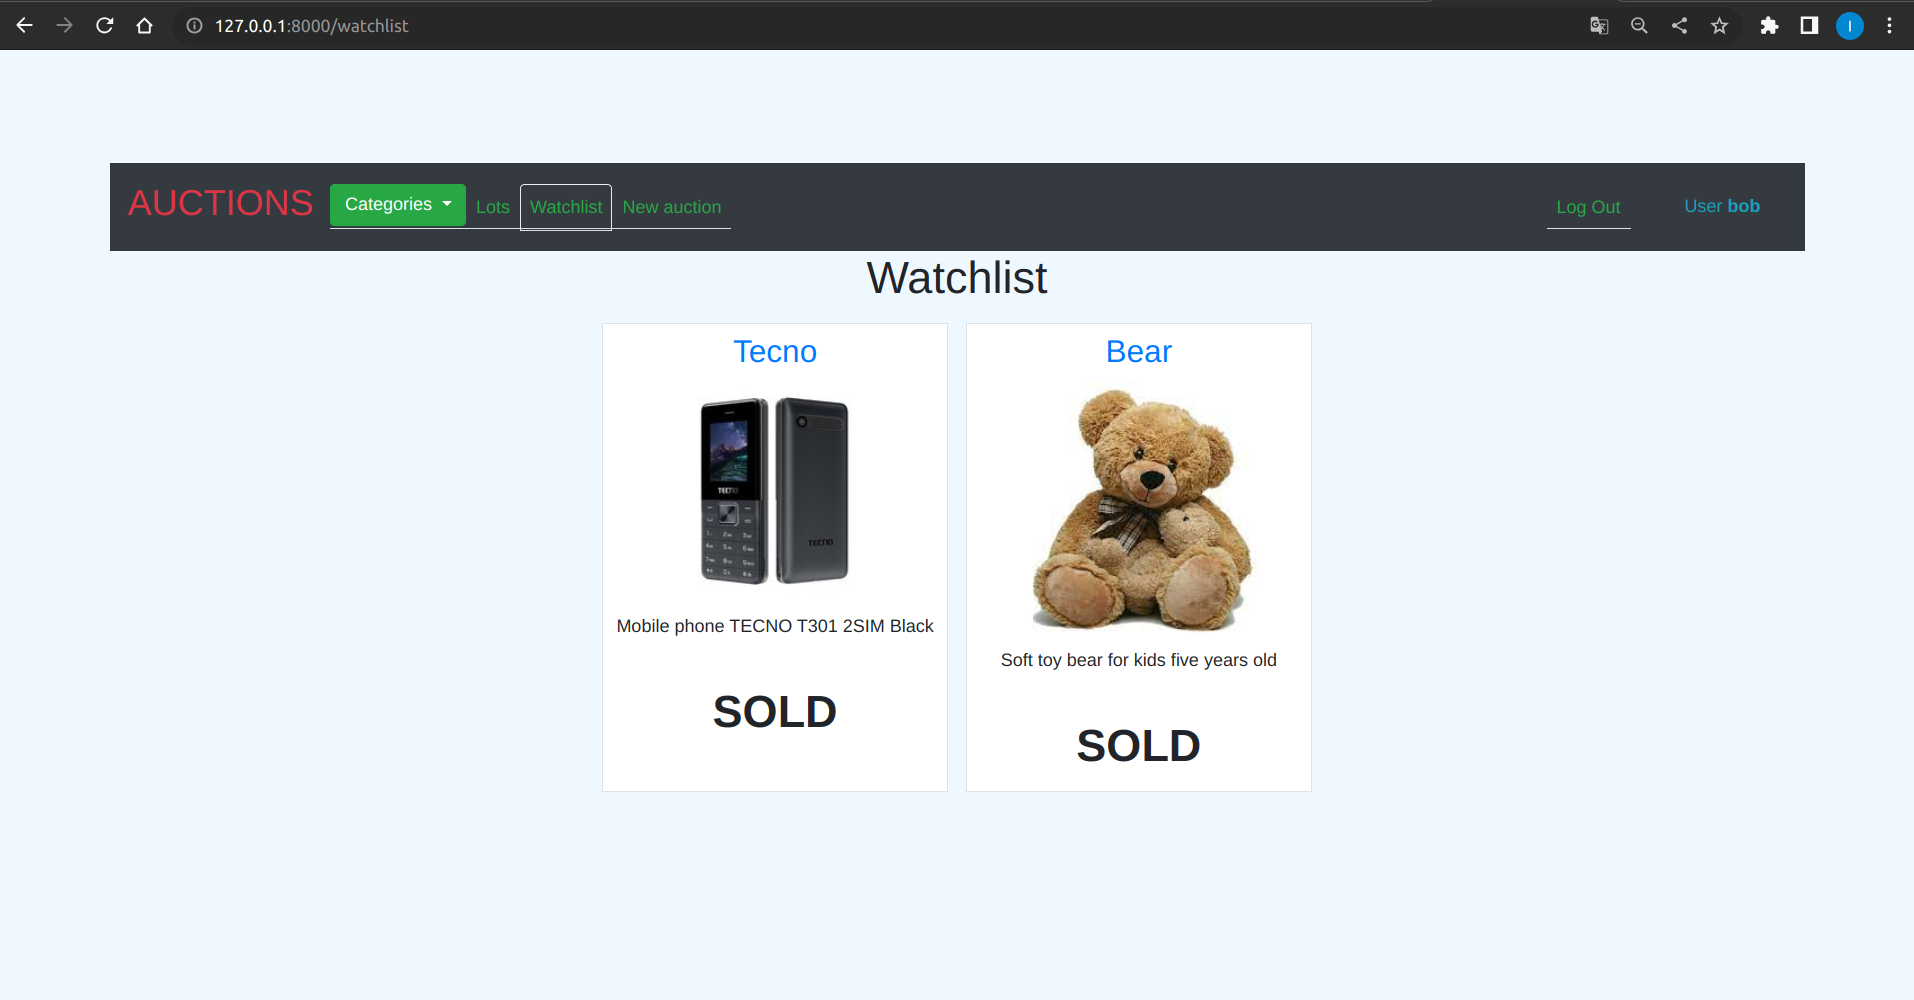 127.0.0.1:8000/watchlist
I
AUCTIONS Categories Lots Watchlist New auction Log Out User bob
Watchlist
Tecno
Bear
TECNO
TECNO
Mobile phone TECNO T301 2SIM Black
Soft toy bear for kids five years old
SOLD
SOLD